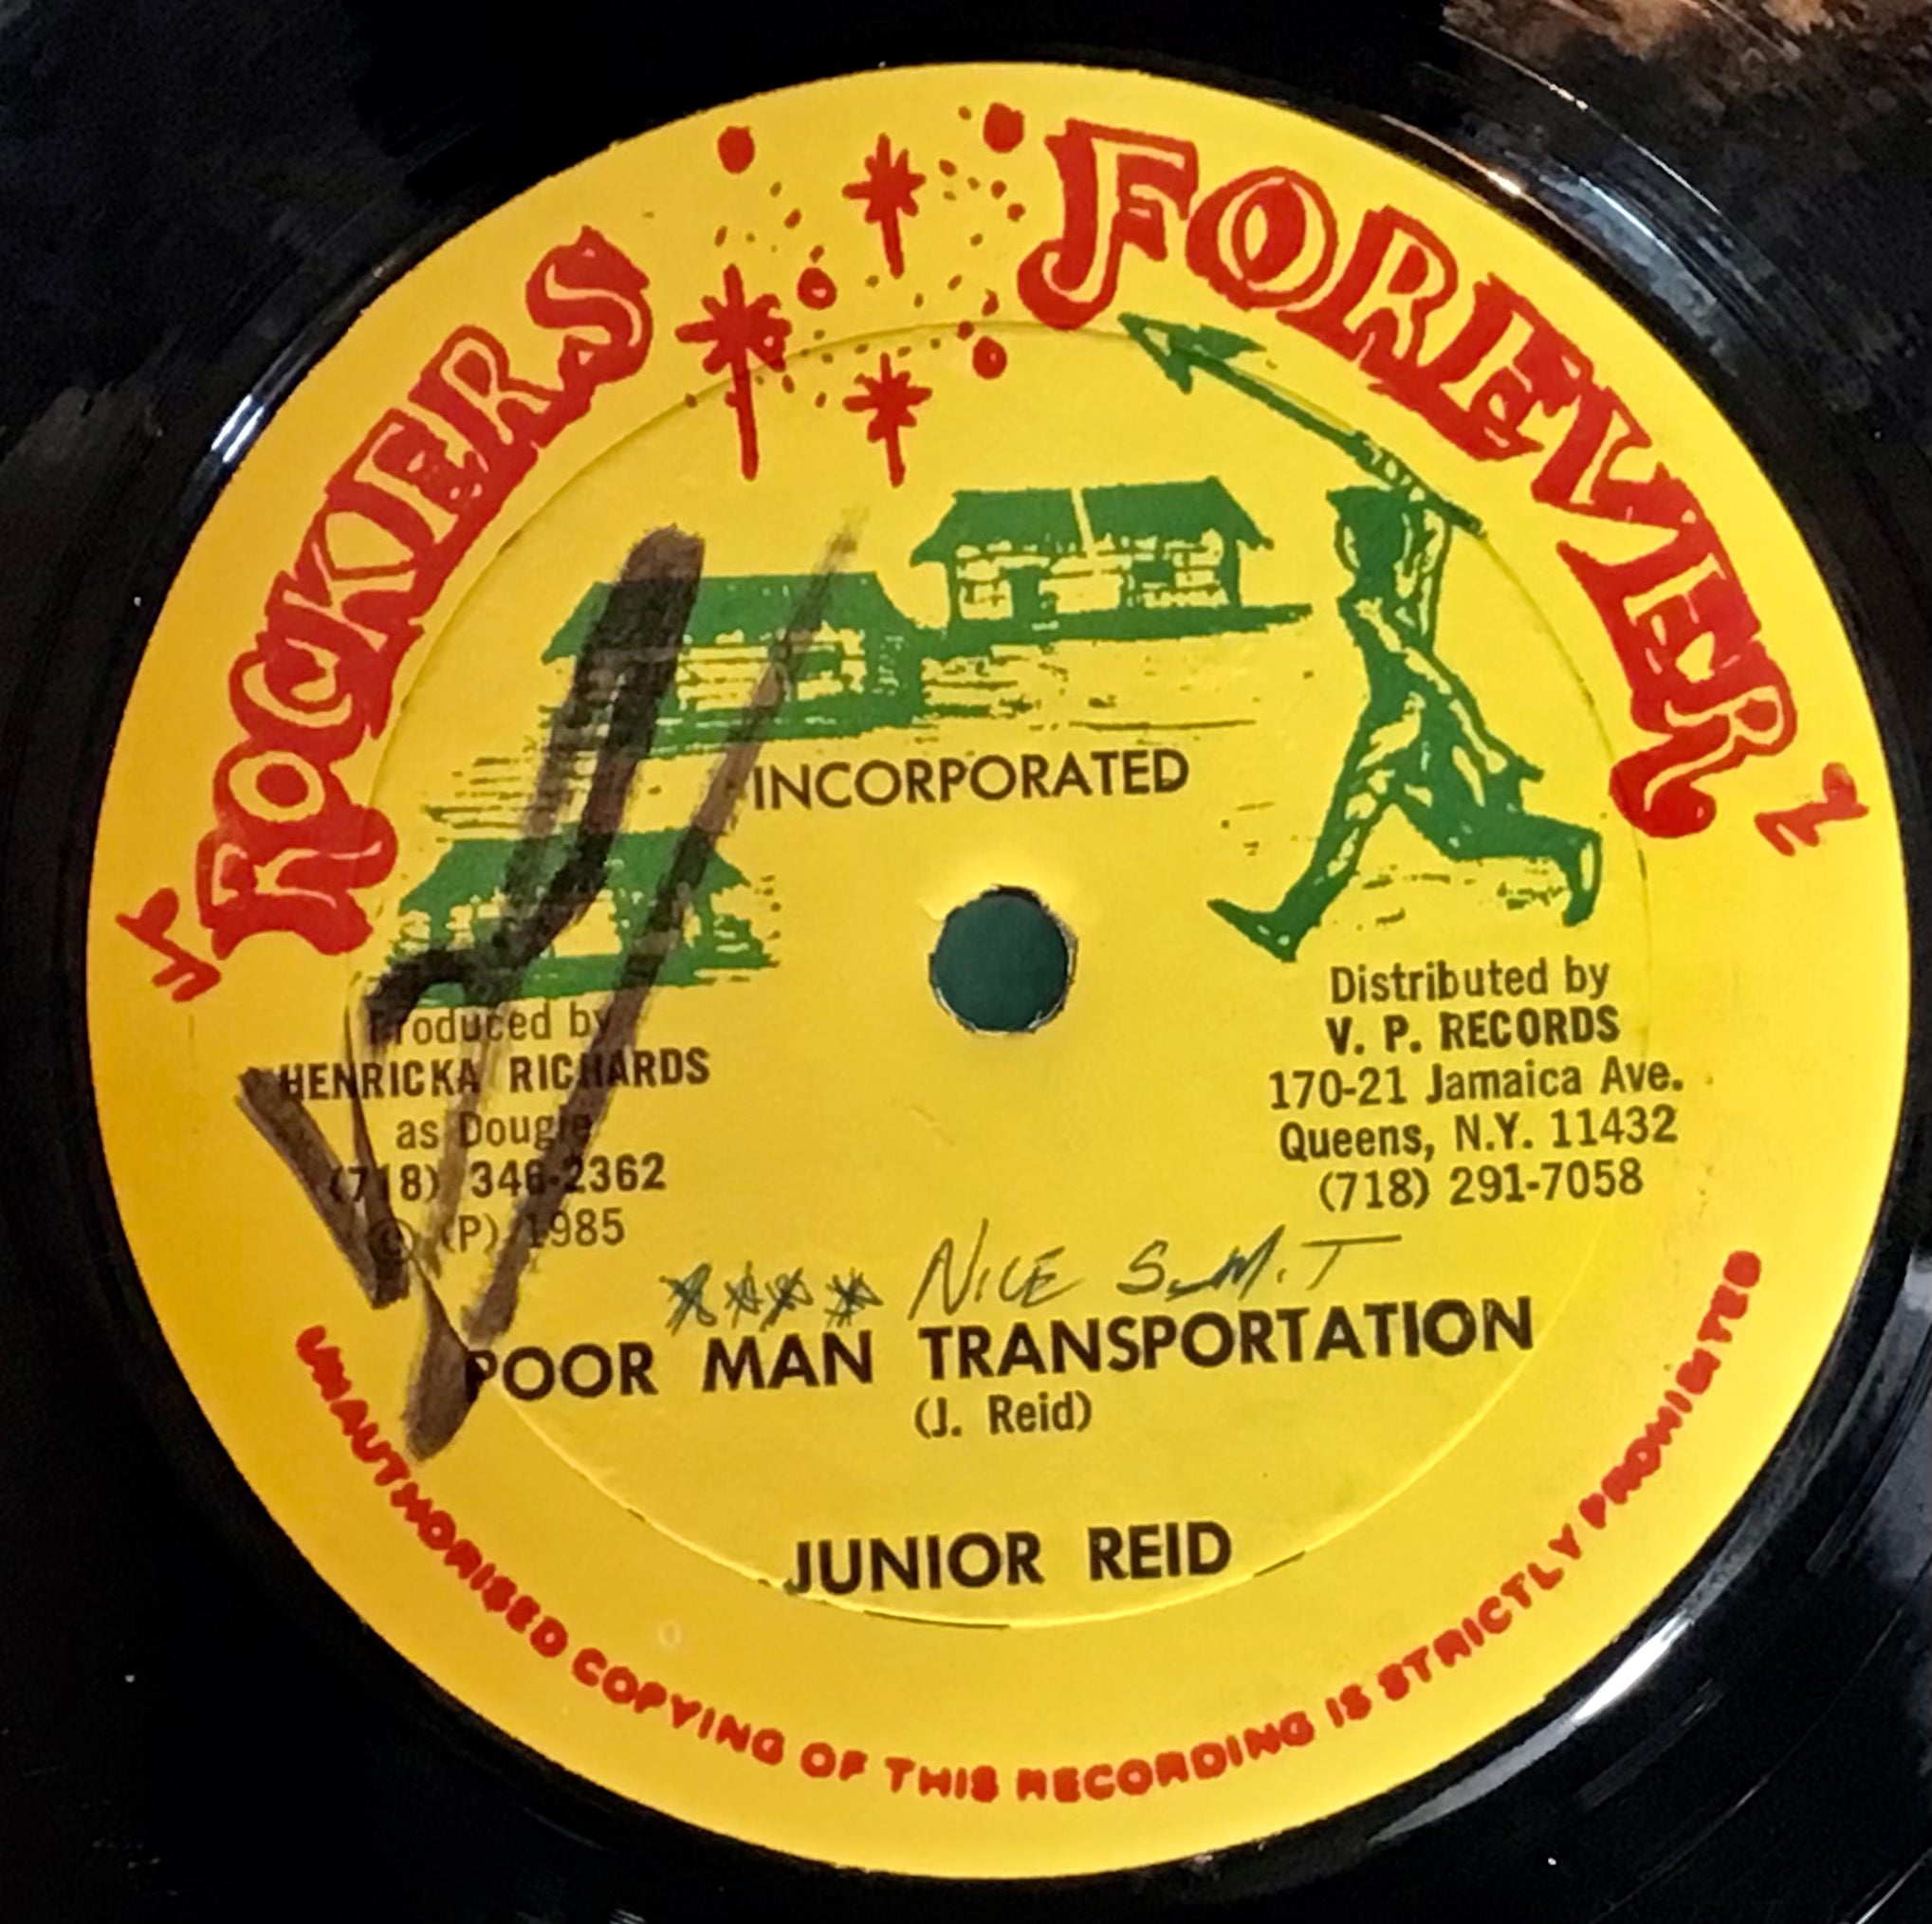 ROCKERS FOREVER
INCORPORATED
Produced by
HENRICKA RICHARDS
as Dougie
(718) 346-2362
© (P) 1985
Distributed by
V. P. RECORDS
170-21 Jamaica Ave.
Queens, N.Y. 11432
(718) 291-7058
NICE S.M.T
POOR MAN TRANSPORTATION
(J. Reid)
JUNIOR REID
UNAUTHORISED COPYING OF THIS RECORDING IS STRICTLY PROHIBITED